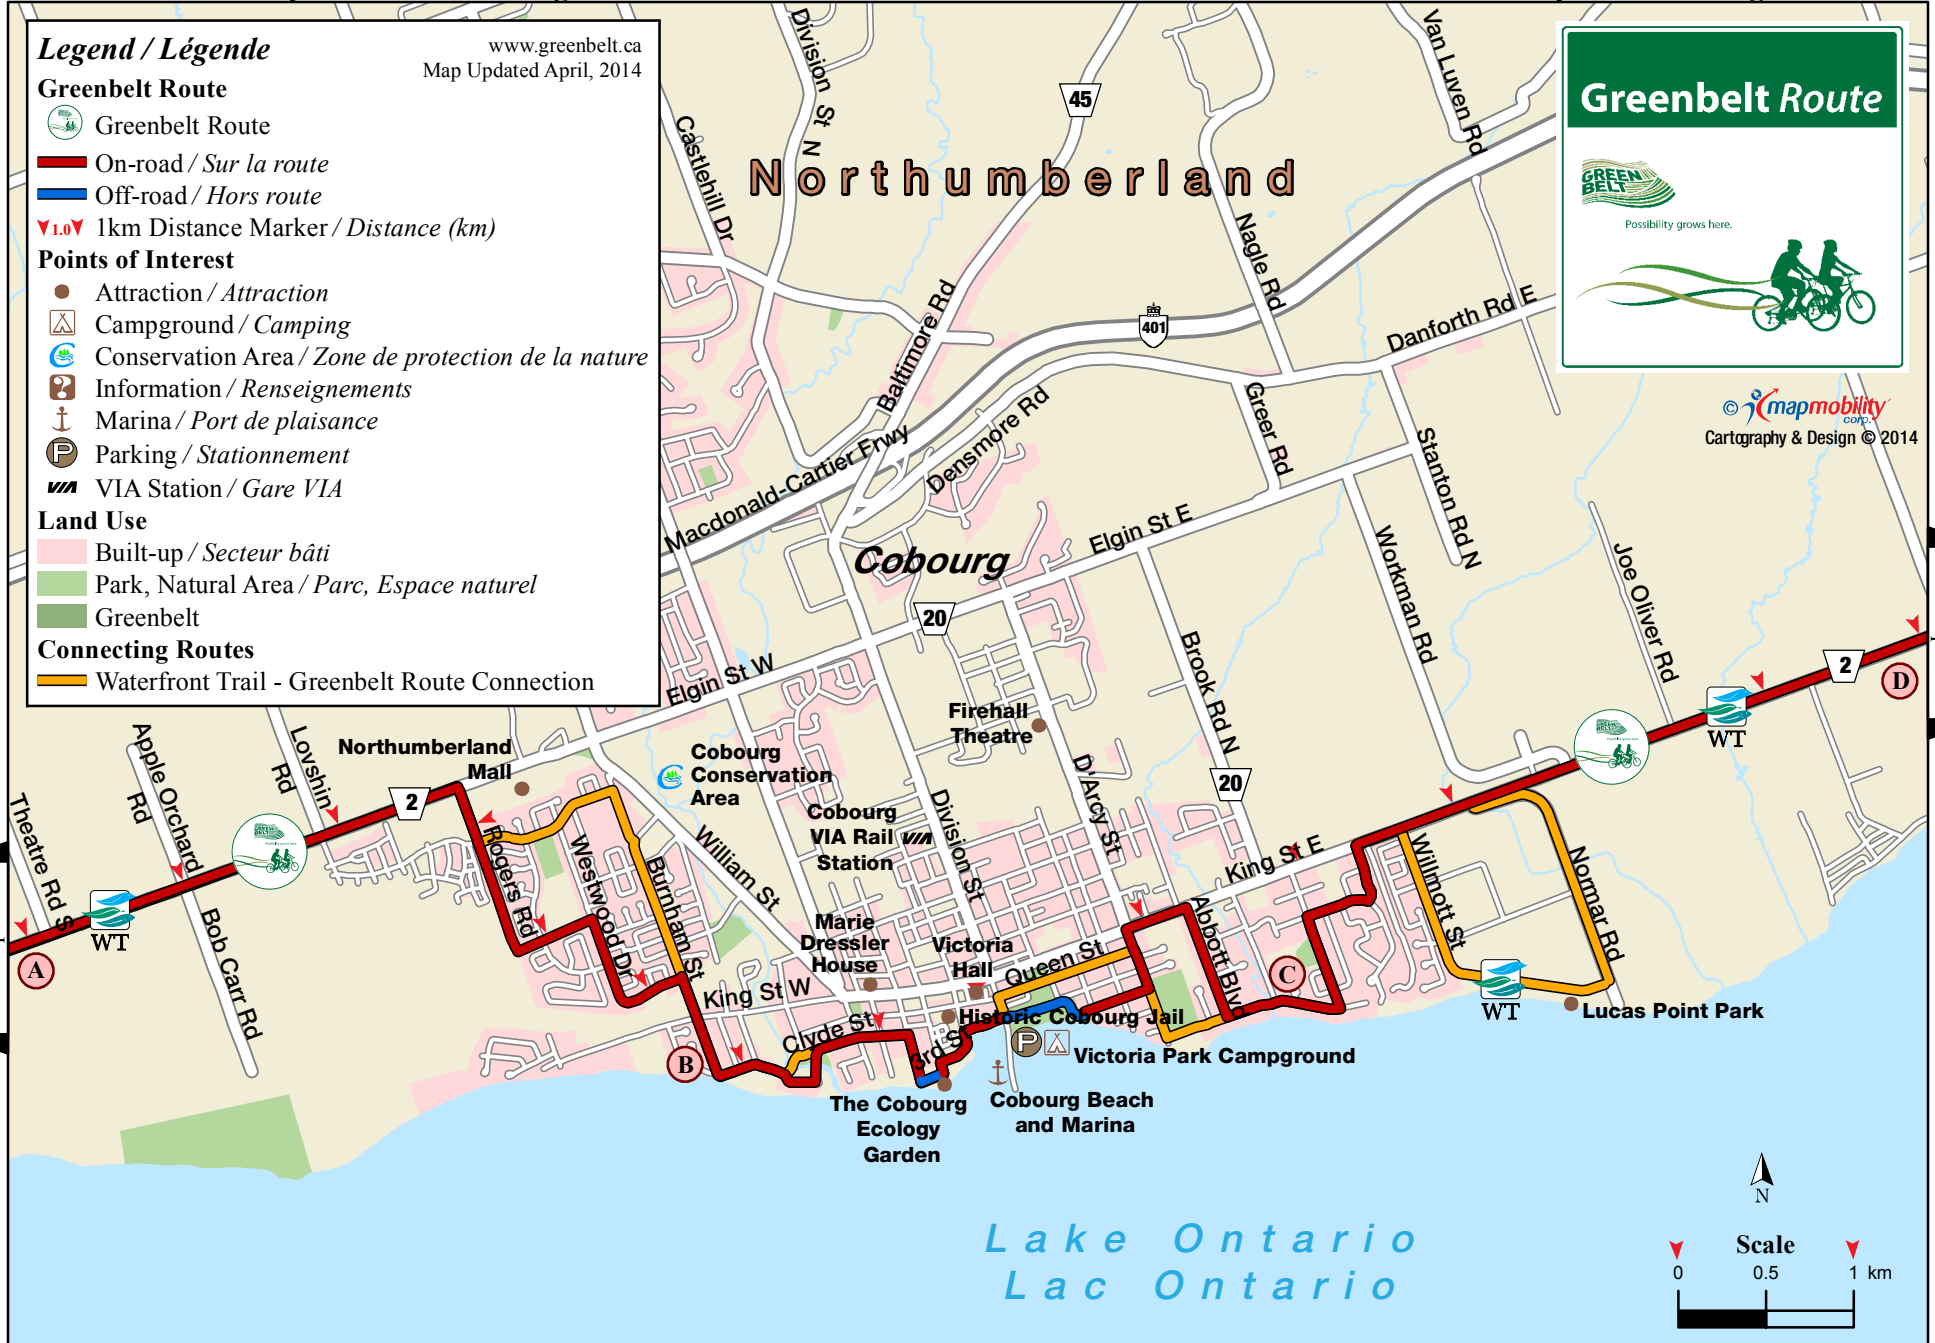 Legend / Légende
www.greenbelt.ca
Map Updated April, 2014
Greenbelt Route
Greenbelt Route
On-road / Sur la route
Off-road / Hors route
1.0 1km Distance Marker / Distance (km)
Points of Interest
Attraction / Attraction
Campground / Camping
Conservation Area / Zone de protection de la nature
? Information / Renseignements
Marina / Port de plaisance
P Parking / Stationnement
VIA VIA Station / Gare VIA
Land Use
Built-up / Secteur bâti
Park, Natural Area / Parc, Espace naturel
Greenbelt
Connecting Routes
Waterfront Trail - Greenbelt Route Connection
Greenbelt Route
GREEN
BELT
Possibility grows here.
© mapmobility
corp.
Cartography & Design © 2014
Northumberland
Division St N
Castlehill Dr
45
Van Luven Rd
Nagle Rd
401
Danforth Rd E
Baltimore Rd
Densmore Rd
Macdonald-Cartier Frwy
Greer Rd
Stanton Rd N
Elgin St E
Cobourg
20
Workman Rd
Joe Oliver Rd
Elgin St W
Brook Rd N
20
2
D
WT
Firehall
Theatre
D'Arcy St
Northumberland
Mall
Cobourg
Conservation
Area
Cobourg
VIA Rail
Station
VIA
Division St
Apple Orchard
Rd
Lovshin
Rd
2
Theatre Rd S
WT
A
Bob Carr Rd
Rogers Rd
Westwood Dr
Burnham St
William St
King St E
Willmott St
Normar Rd
Marie
Dressler
House
Victoria
Hall
Queen St
Abbott Blvd
C
King St W
Clyde St
3rd St
Historic Cobourg Jail
P
Victoria Park Campground
WT
Lucas Point Park
B
The Cobourg
Ecology
Garden
Cobourg Beach
and Marina
Lake Ontario
Lac Ontario
N
Scale
0 0.5 1 km